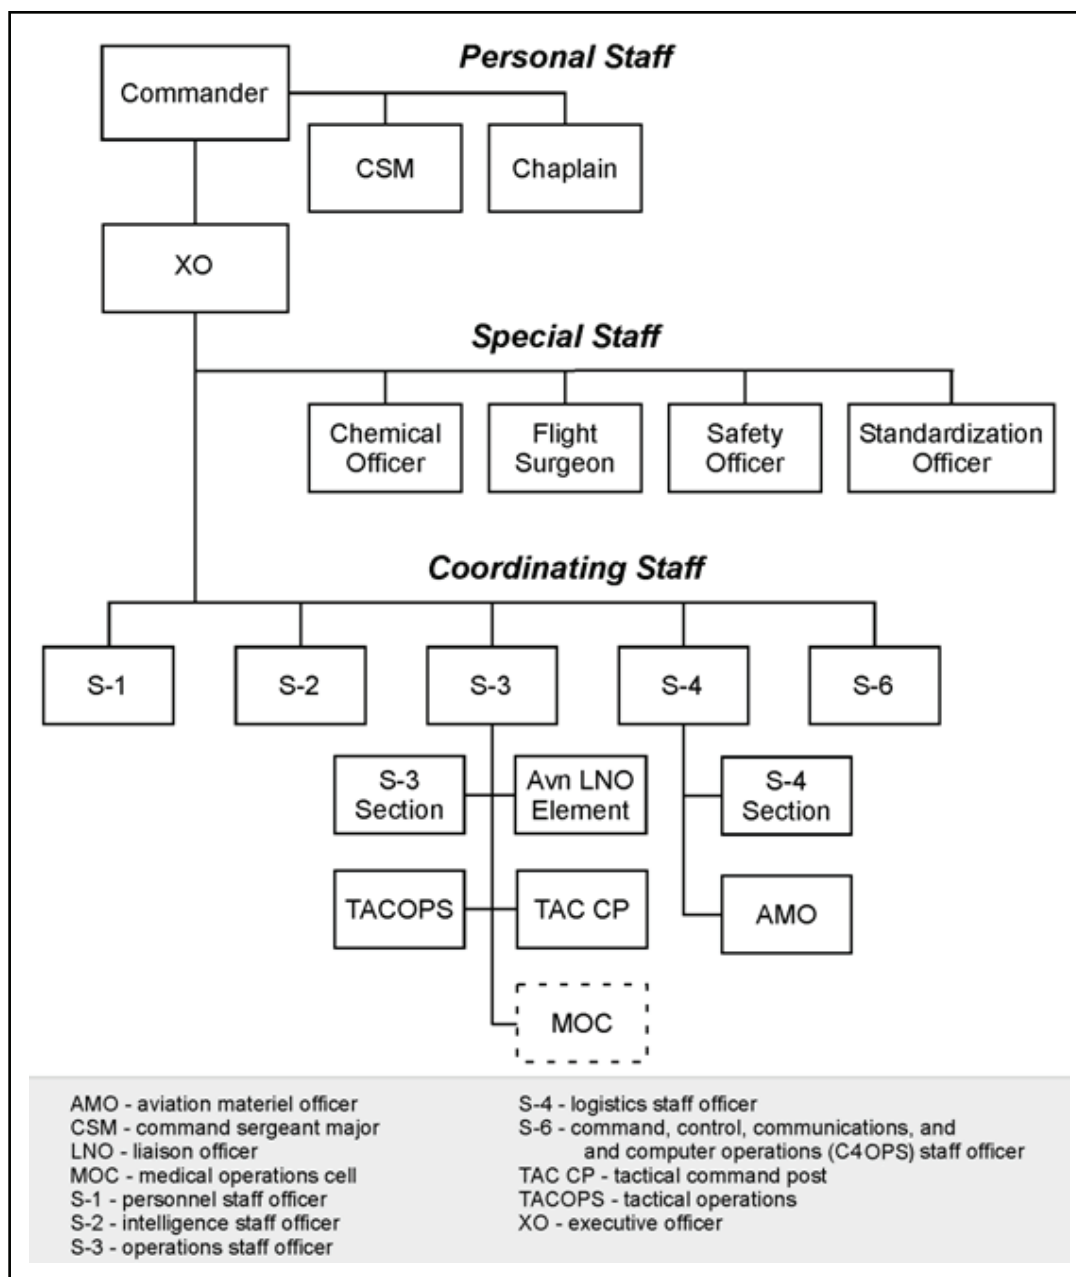 Personal Staff
Commander
CSM
Chaplain
XO
Special Staff
Chemical
Officer
Flight
Surgeon
Safety
Officer
Standardization
Officer
Coordinating Staff
S-1
S-2
S-3
S-4
S-6
S-3
Section
Avn LNO
Element
S-4
Section
TACOPS
TAC CP
AMO
MOC
AMO - aviation materiel officer
CSM - command sergeant major
LNO - liaison officer
MOC - medical operations cell
S-1 - personnel staff officer
S-2 - intelligence staff officer
S-3 - operations staff officer
S-4 - logistics staff officer
S-6 - command, control, communications, and
and computer operations (C4OPS) staff officer
TAC CP - tactical command post
TACOPS - tactical operations
XO - executive officer